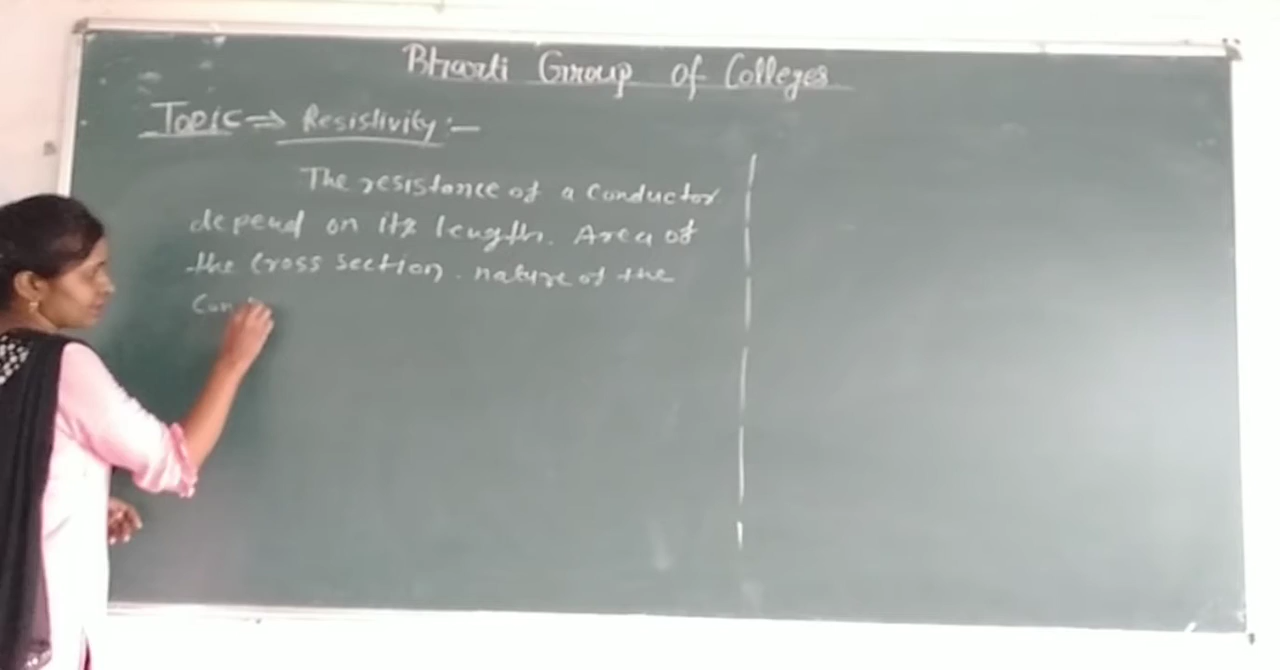 Bharti Group of Colleges
Topic ⇒ Resistivity :-
The resistance of a conductor
depend on its length. Area of
the cross section. nature of the
Con